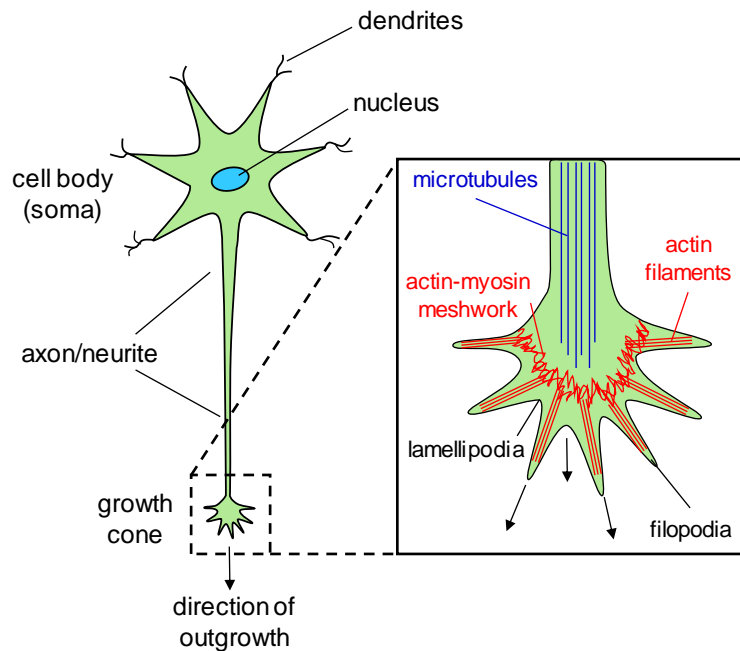 dendrites
nucleus
cell body
(soma)
microtubules
actin
filaments
actin-myosin
meshwork
axon/neurite
lamellipodia
growth
cone
filopodia
direction of
outgrowth